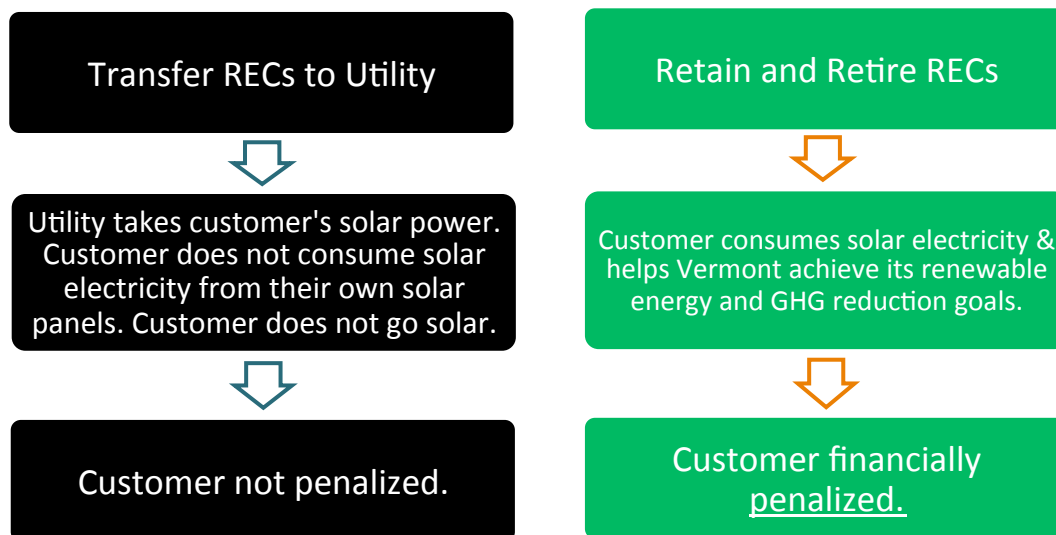 Transfer RECs to Utility
Utility takes customer's solar power.
Customer does not consume solar
electricity from their own solar
panels. Customer does not go solar.
Customer not penalized.
Retain and Retire RECs
Customer consumes solar electricity &
helps Vermont achieve its renewable
energy and GHG reduction goals.
Customer financially
penalized.